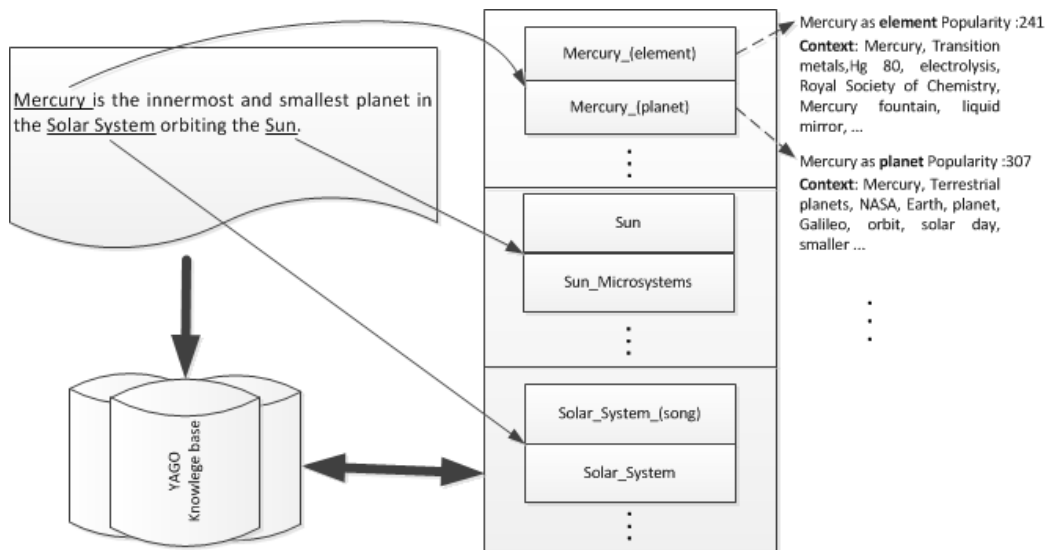 Mercury is the innermost and smallest planet in
the Solar System orbiting the Sun.
YAGO
Knowlege base
Mercury_(element)
Mercury_(planet)
Sun
Sun_Microsystems
Solar_System_(song)
Solar_System
Mercury as element Popularity :241
Context: Mercury, Transition
metals,Hg 80, electrolysis,
Royal Society of Chemistry,
Mercury fountain, liquid
mirror, ...
Mercury as planet Popularity :307
Context: Mercury, Terrestrial
planets, NASA, Earth, planet,
Galileo, orbit, solar day,
smaller ...